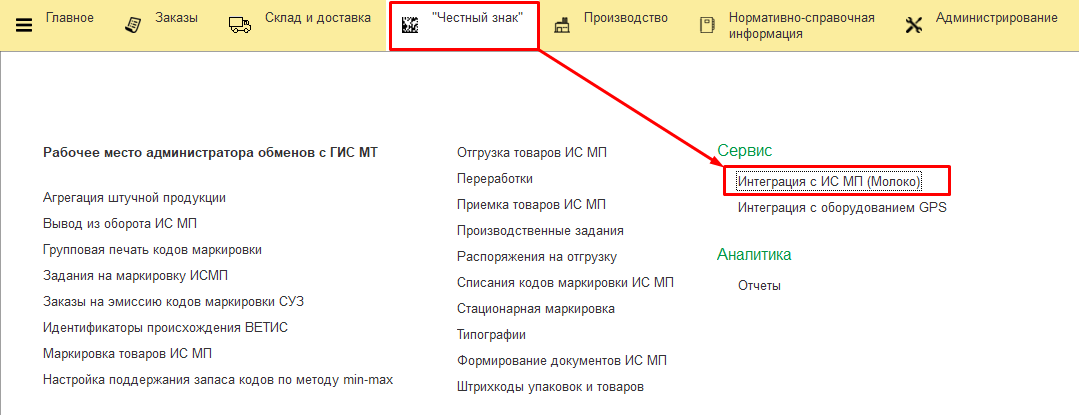 Главное
Заказы
Склад и доставка
"Честный знак"
Производство
Нормативно-справочная
информация
Администрирование
Рабочее место администратора обменов с ГИС МТ
Агрегация штучной продукции
Вывод из оборота ИС МП
Групповая печать кодов маркировки
Задания на маркировку ИСМП
Заказы на эмиссию кодов маркировки СУЗ
Идентификаторы происхождения ВЕТИС
Маркировка товаров ИС МП
Настройка поддержания запаса кодов по методу min-max
Отгрузка товаров ИС МП
Переработки
Приемка товаров ИС МП
Производственные задания
Распоряжения на отгрузку
Списания кодов маркировки ИС МП
Стационарная маркировка
Типографии
Формирование документов ИС МП
Штрихкоды упаковок и товаров
Сервис
Интеграция с ИС МП (Молоко)
Интеграция с оборудованием GPS
Аналитика
Отчеты